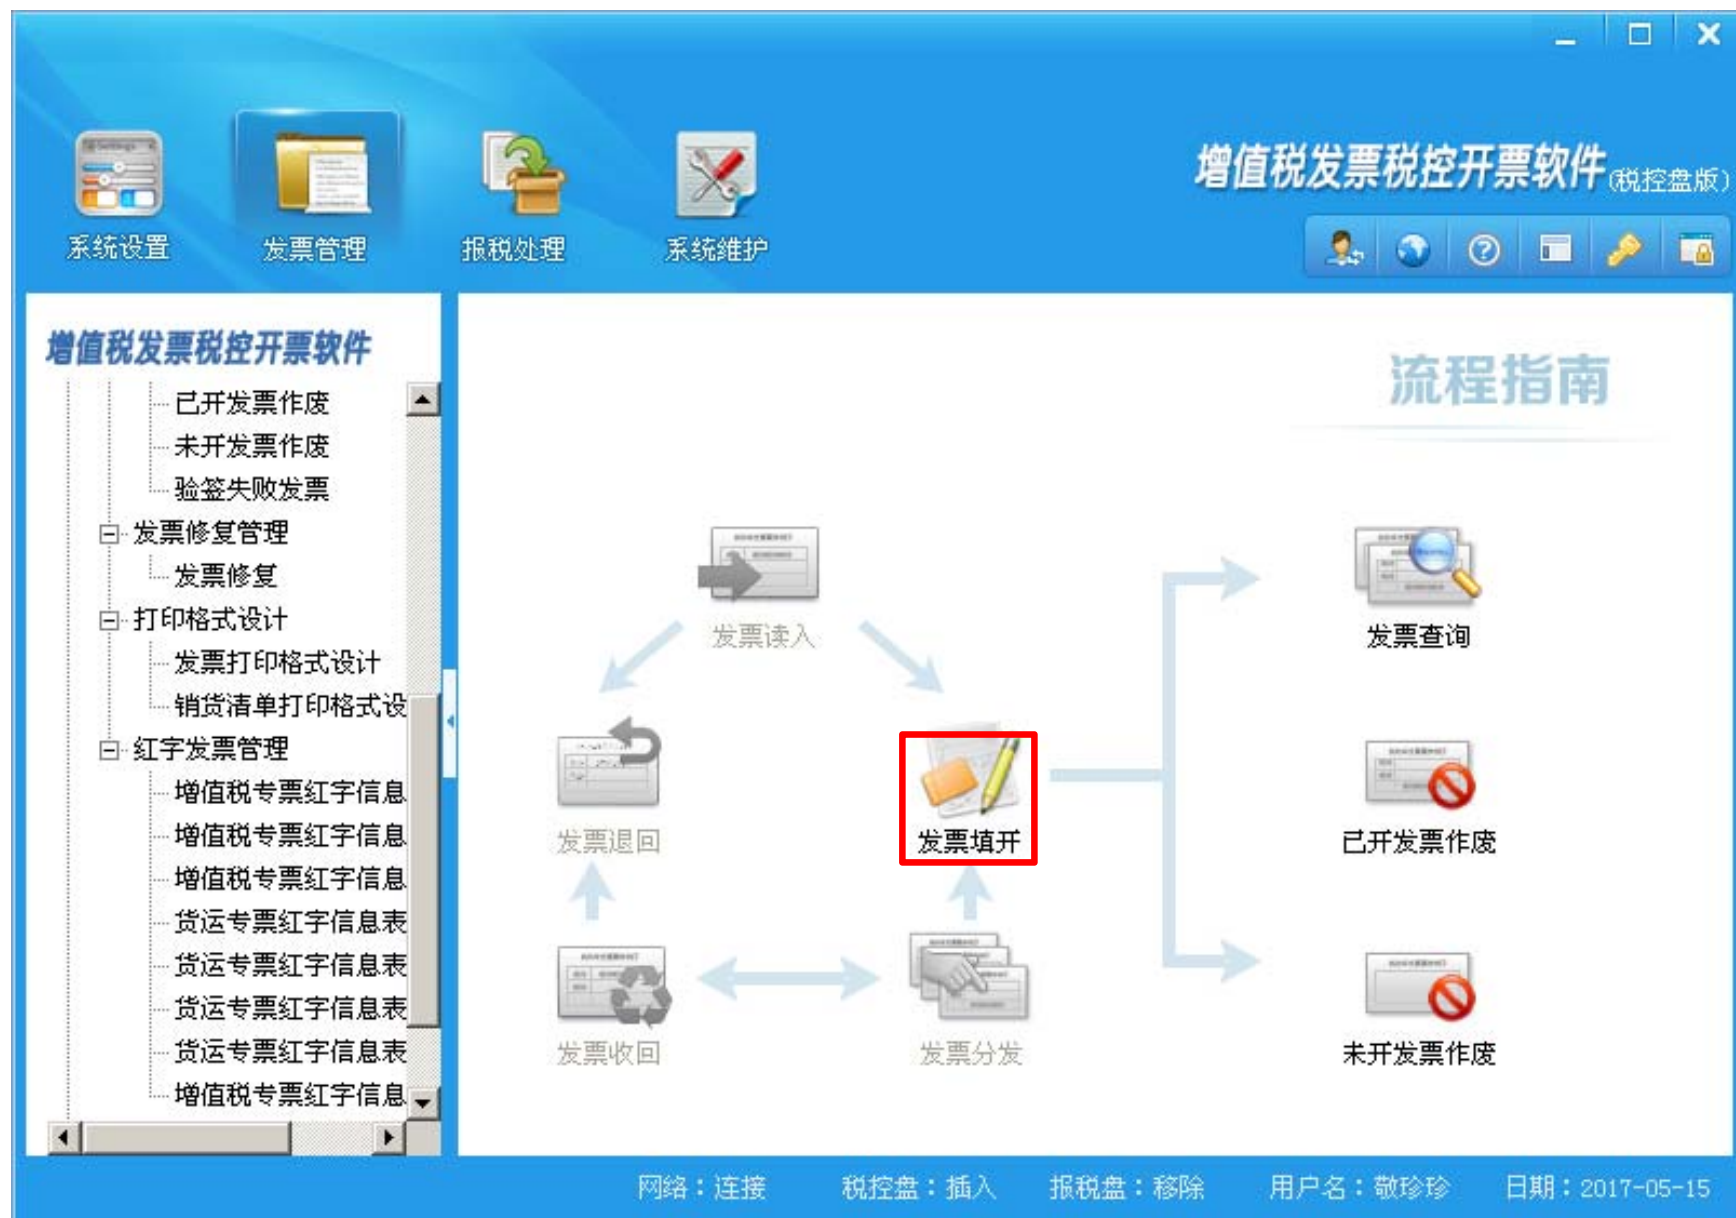 增值税发票税控开票软件(税控盘版)
系统设置
发票管理
报税处理
系统维护
增值税发票税控开票软件
已开发票作废
未开发票作废
验签失败发票
发票修复管理
发票修复
打印格式设计
发票打印格式设计
销货清单打印格式设
红字发票管理
增值税专票红字信息
增值税专票红字信息
增值税专票红字信息
货运专票红字信息表
货运专票红字信息表
货运专票红字信息表
货运专票红字信息表
增值税专票红字信息
流程指南
发票读入
发票查询
发票退回
发票填开
已开发票作废
发票收回
发票分发
未开发票作废
网络：连接 税控盘：插入 报税盘：移除 用户名：敬珍珍 日期：2017-05-15